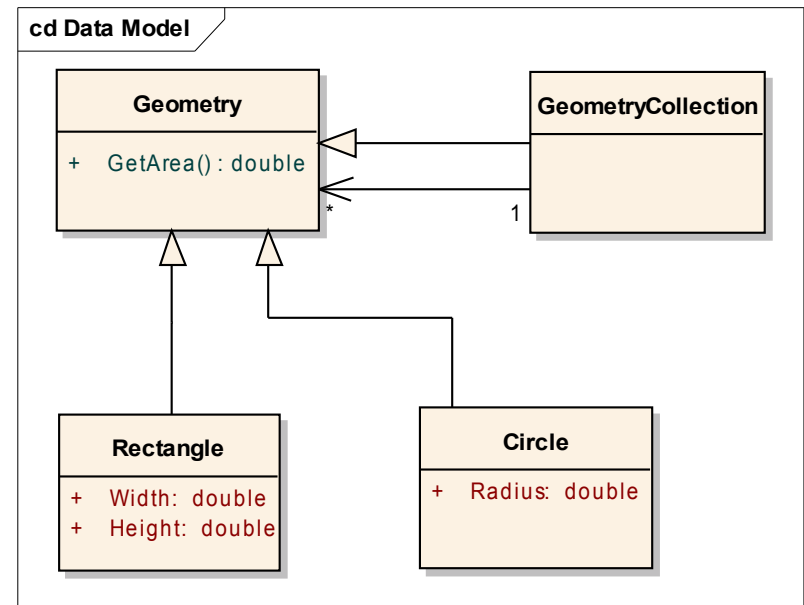 cd Data Model
Geometry
+ GetArea() : double
GeometryCollection
* 1
Rectangle
+ Width: double
+ Height: double
Circle
+ Radius: double